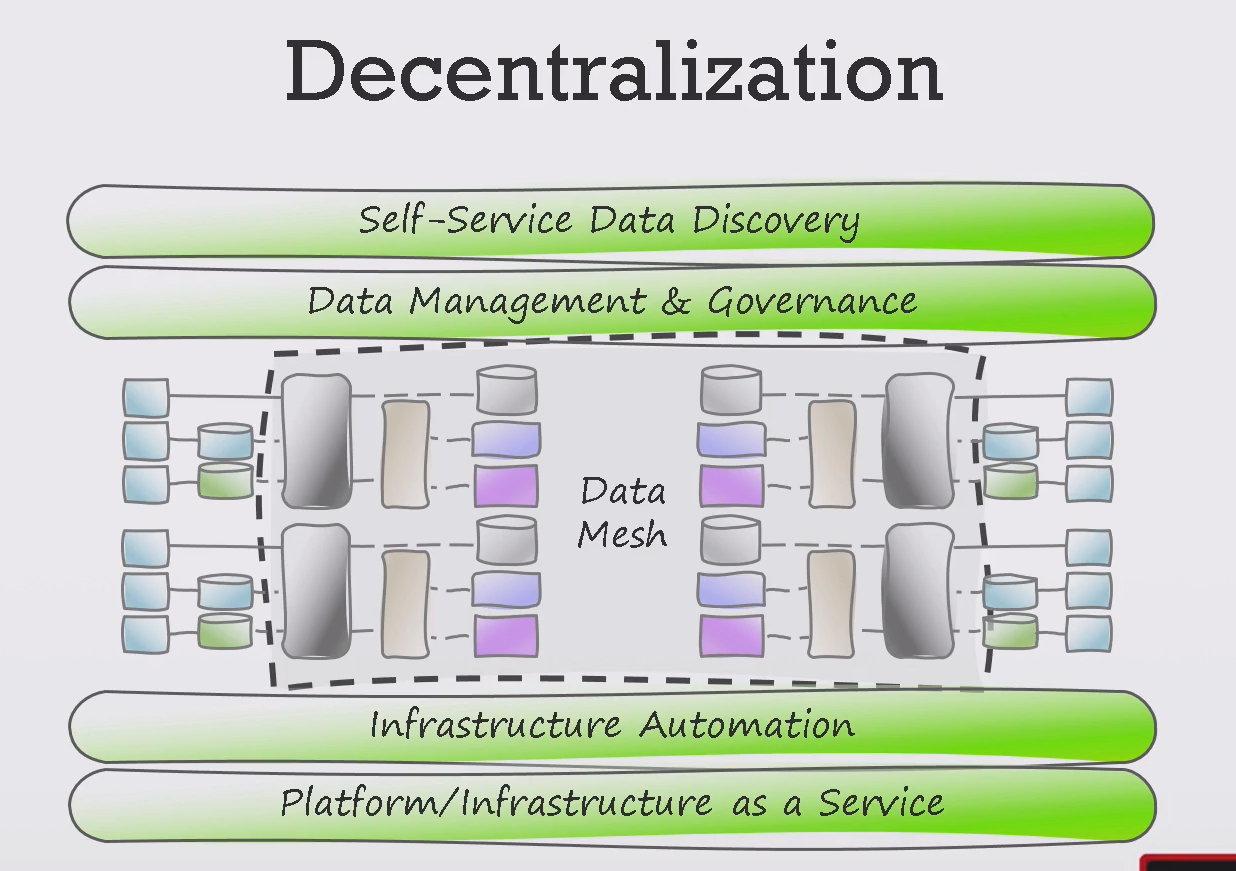 Decentralization
Self-Service Data Discovery
Data Management & Governance
Data
Mesh
Infrastructure Automation
Platform/Infrastructure as a Service